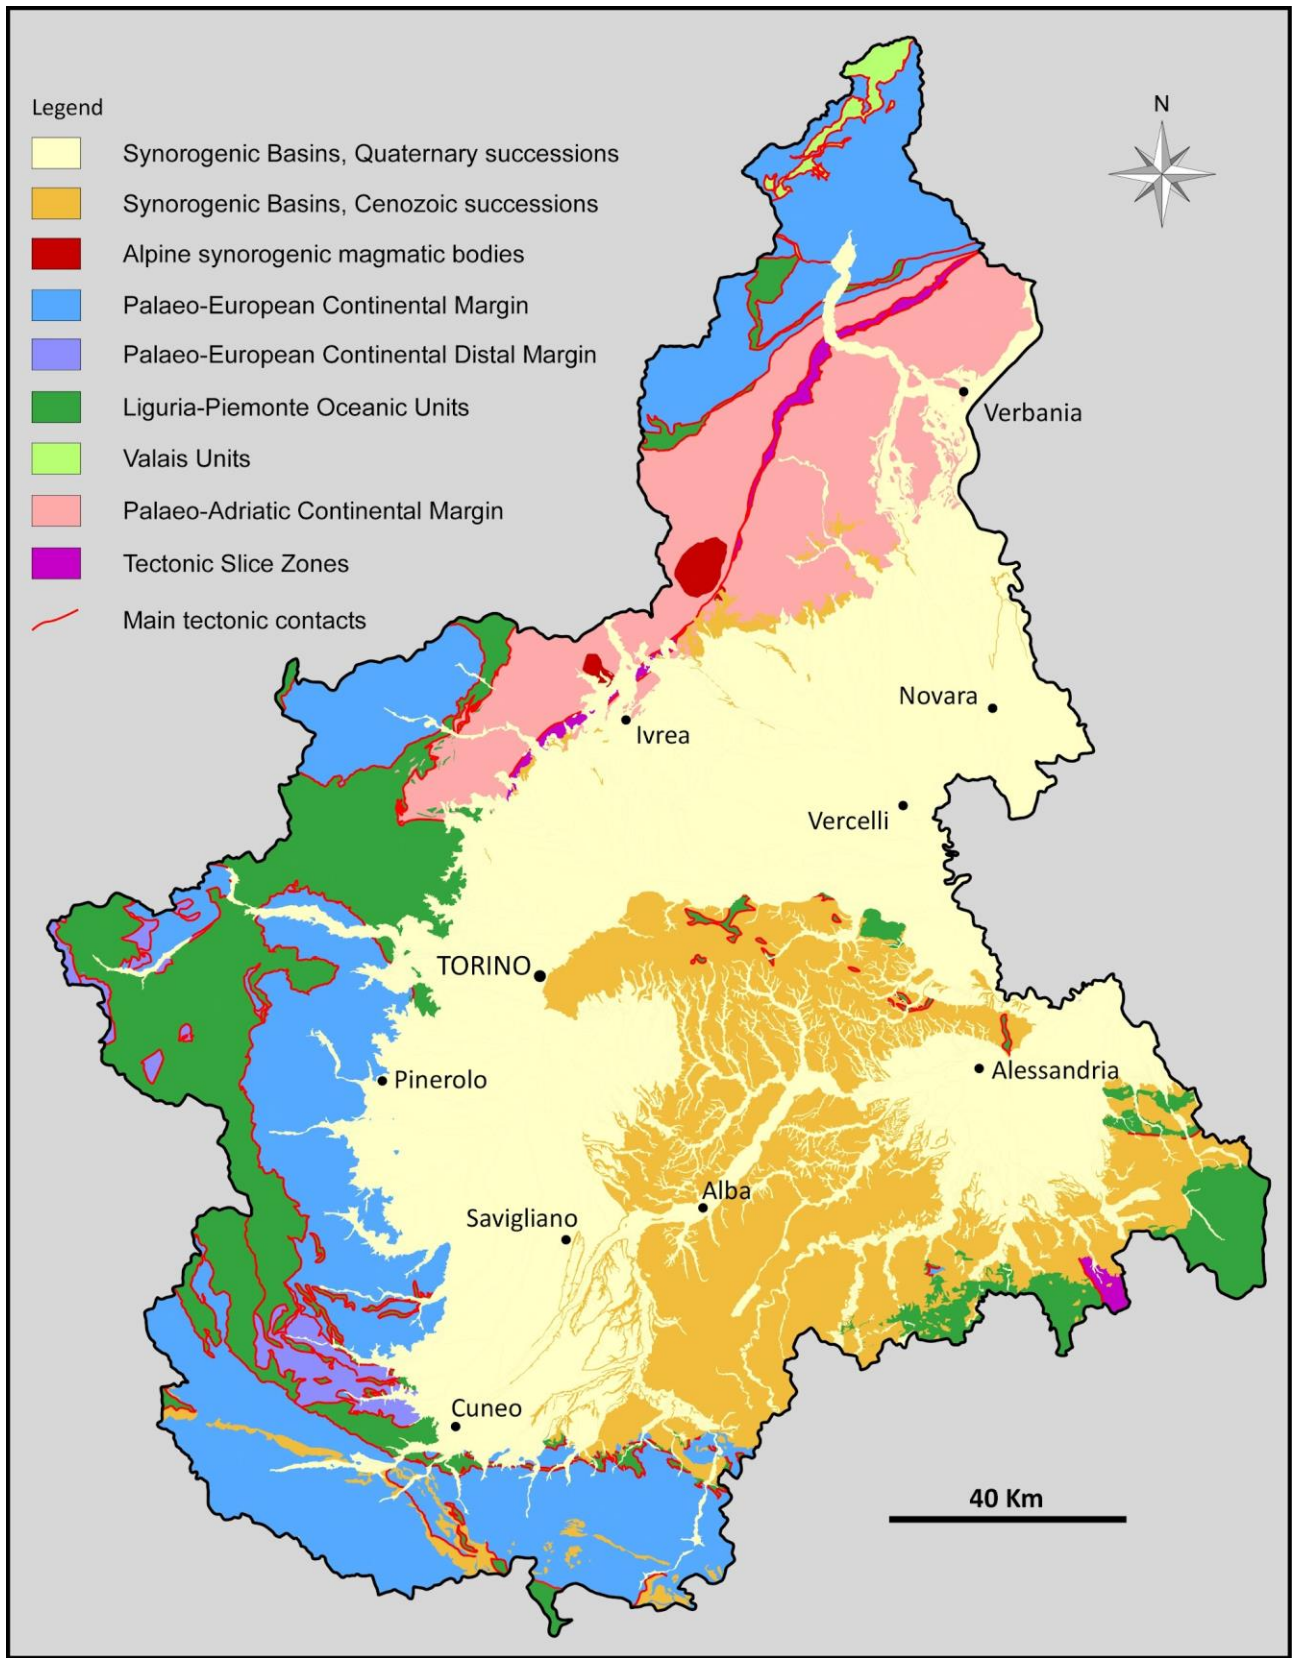 Legend
Synorogenic Basins, Quaternary successions
Synorogenic Basins, Cenozoic successions
Alpine synorogenic magmatic bodies
Palaeo-European Continental Margin
Palaeo-European Continental Distal Margin
Liguria-Piemonte Oceanic Units
Valais Units
Palaeo-Adriatic Continental Margin
Tectonic Slice Zones
Main tectonic contacts
N
Verbania
Novara
Ivrea
Vercelli
TORINO
Pinerolo
Alessandria
Alba
Savigliano
Cuneo
40 Km